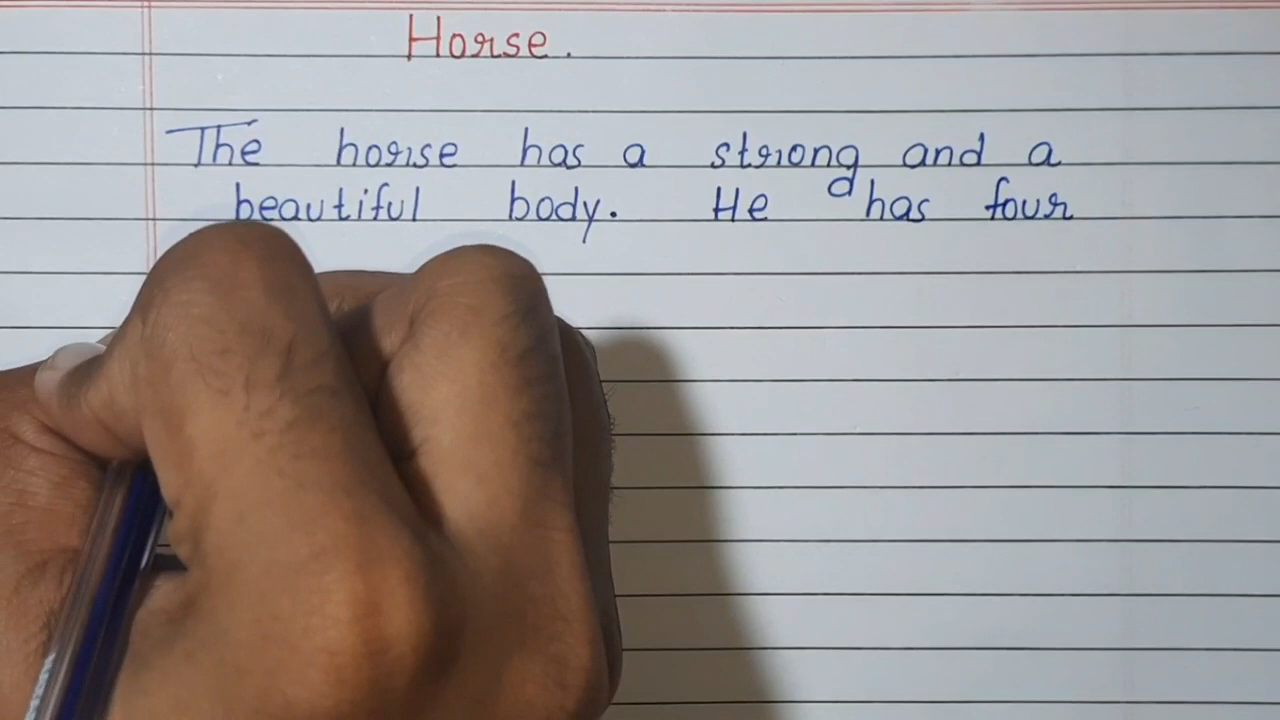 Horse.
The horse has a strong and a
beautiful body. He has four